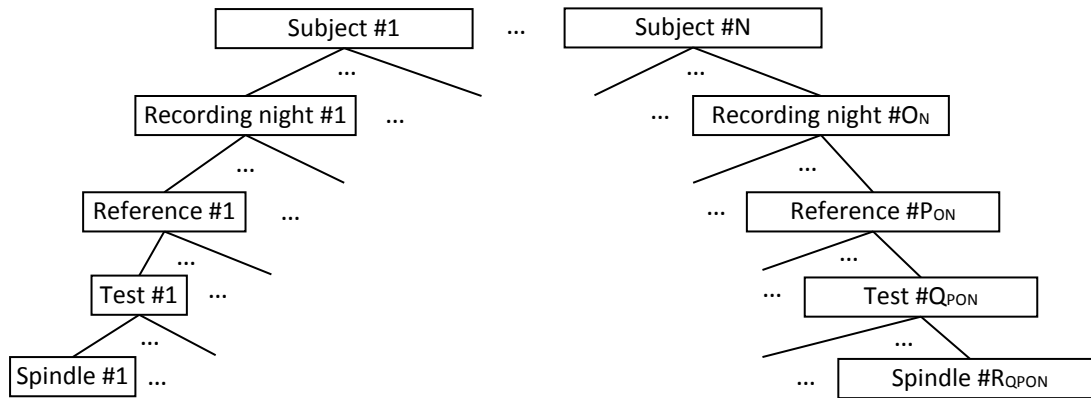 Subject #1 ... Subject #N
... ...
Recording night #1 ... ... Recording night #ON
... ...
Reference #1 ... ... Reference #PON
... ...
Test #1 ... ... Test #QPON
... ...
Spindle #1 ... ... Spindle #RQPON